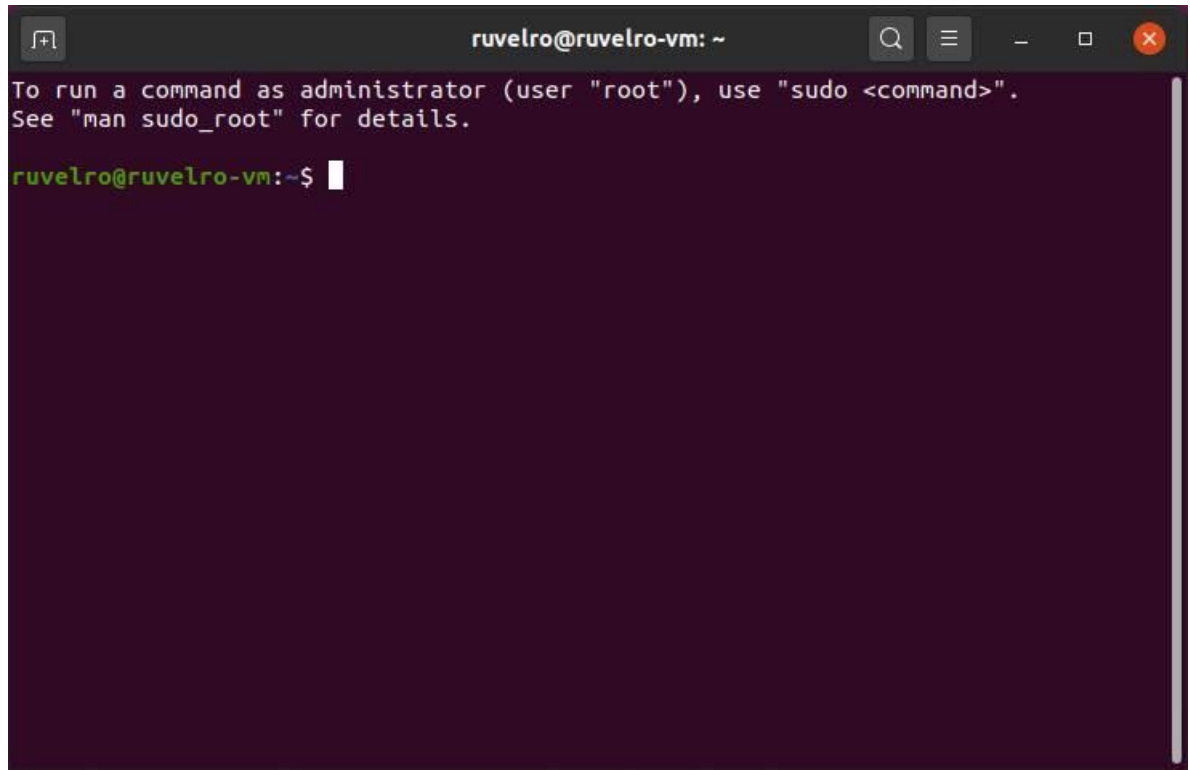 ruvelro@ruvelro-vm: ~
To run a command as administrator (user "root"), use "sudo <command>".
See "man sudo_root" for details.
ruvelro@ruvelro-vm:~$